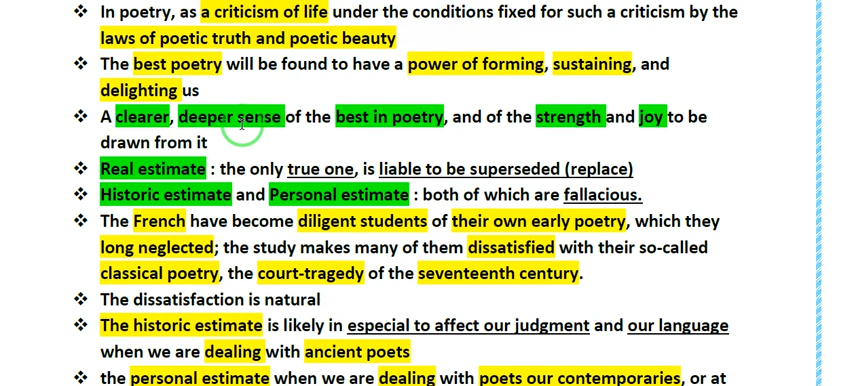 ❖ In poetry, as a criticism of life under the conditions fixed for such a criticism by the
laws of poetic truth and poetic beauty
❖ The best poetry will be found to have a power of forming, sustaining, and
delighting us
❖ A clearer, deeper sense of the best in poetry, and of the strength and joy to be
drawn from it
❖ Real estimate : the only true one, is liable to be superseded (replace)
❖ Historic estimate and Personal estimate : both of which are fallacious.
❖ The French have become diligent students of their own early poetry, which they
long neglected; the study makes many of them dissatisfied with their so-called
classical poetry, the court-tragedy of the seventeenth century.
❖ The dissatisfaction is natural
❖ The historic estimate is likely in especial to affect our judgment and our language
when we are dealing with ancient poets
❖ the personal estimate when we are dealing with poets our contemporaries, or at